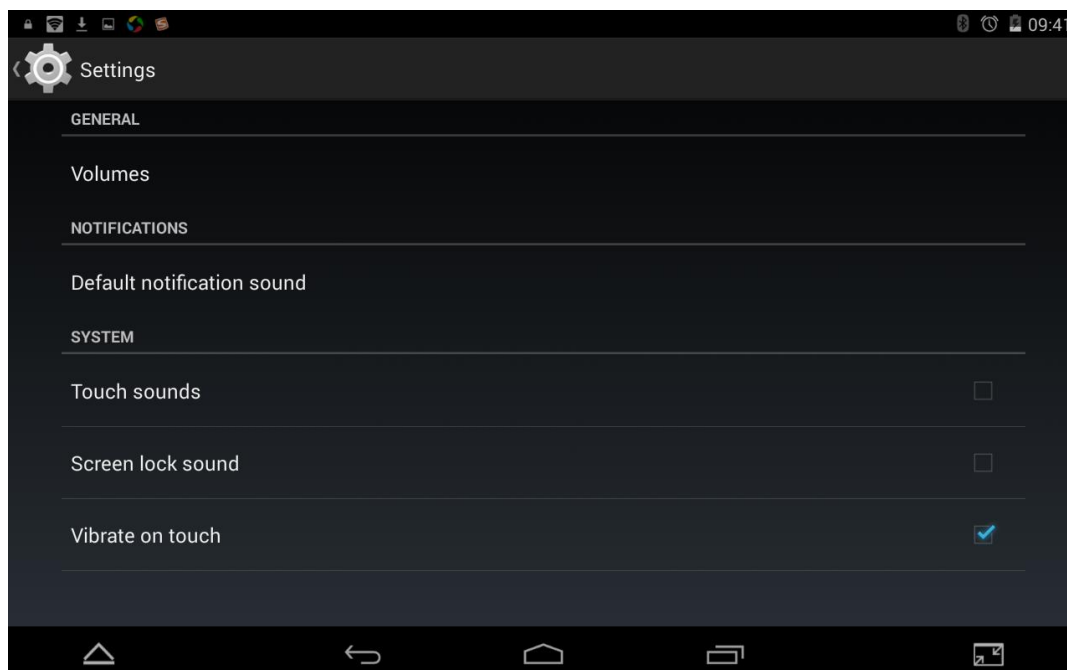 09:41
Settings
GENERAL
Volumes
NOTIFICATIONS
Default notification sound
SYSTEM
Touch sounds
Screen lock sound
Vibrate on touch